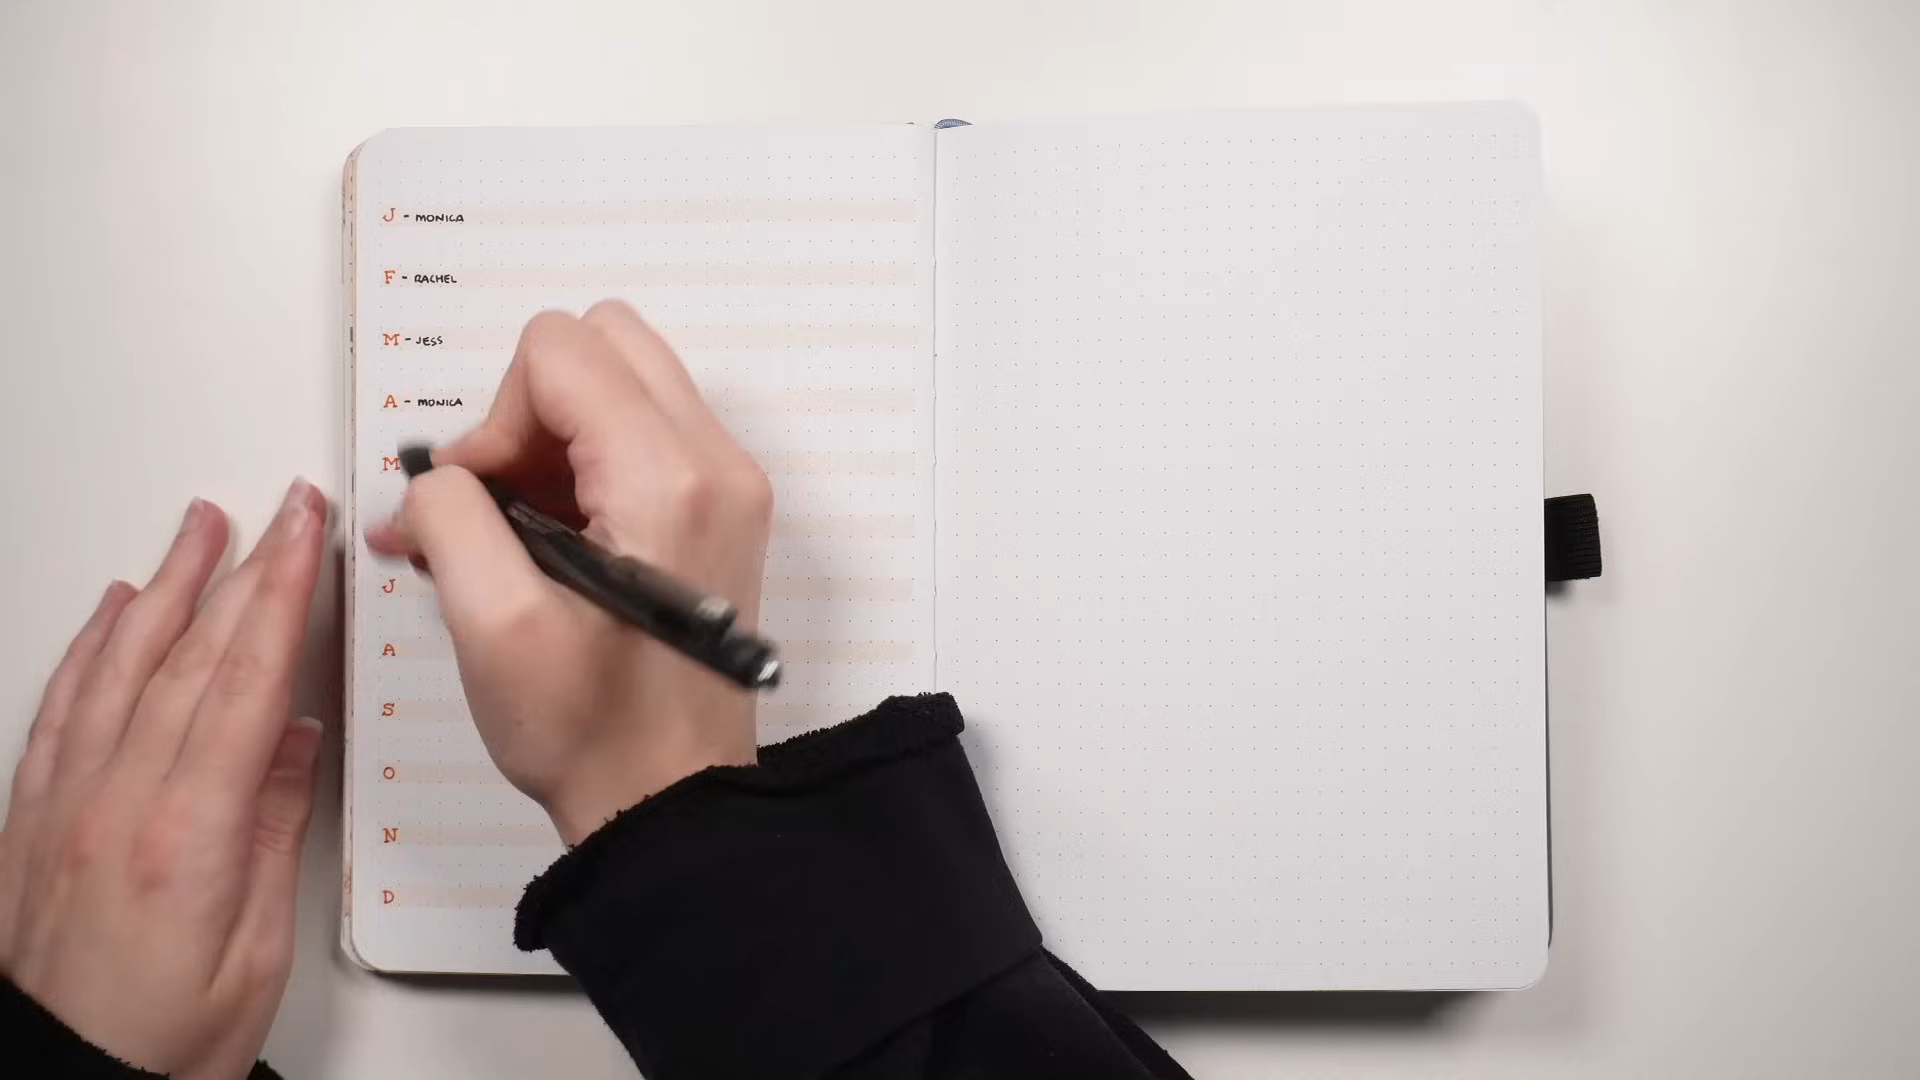 J - MONICA
F - RACHEL
M - JESS
A - MONICA
M
J
A
S
O
N
D